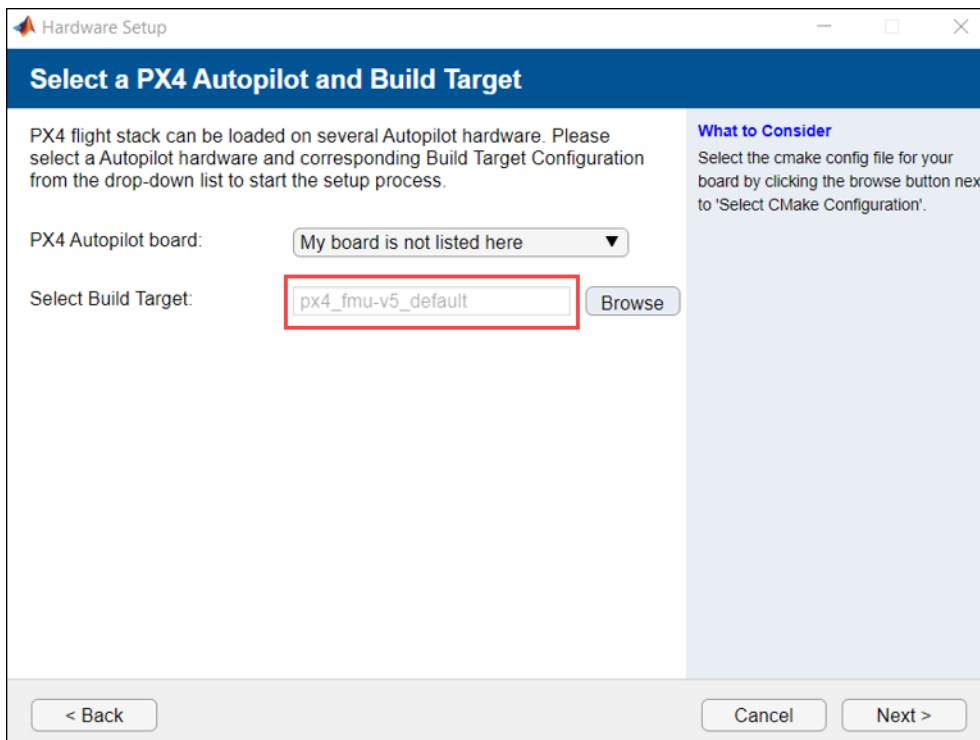 Hardware Setup
Select a PX4 Autopilot and Build Target
PX4 flight stack can be loaded on several Autopilot hardware. Please
select a Autopilot hardware and corresponding Build Target Configuration
from the drop-down list to start the setup process.
PX4 Autopilot board:
My board is not listed here
Select Build Target:
px4_fmu-v5_default
Browse
What to Consider
Select the cmake config file for your
board by clicking the browse button nex
to 'Select CMake Configuration'.
< Back
Cancel
Next >